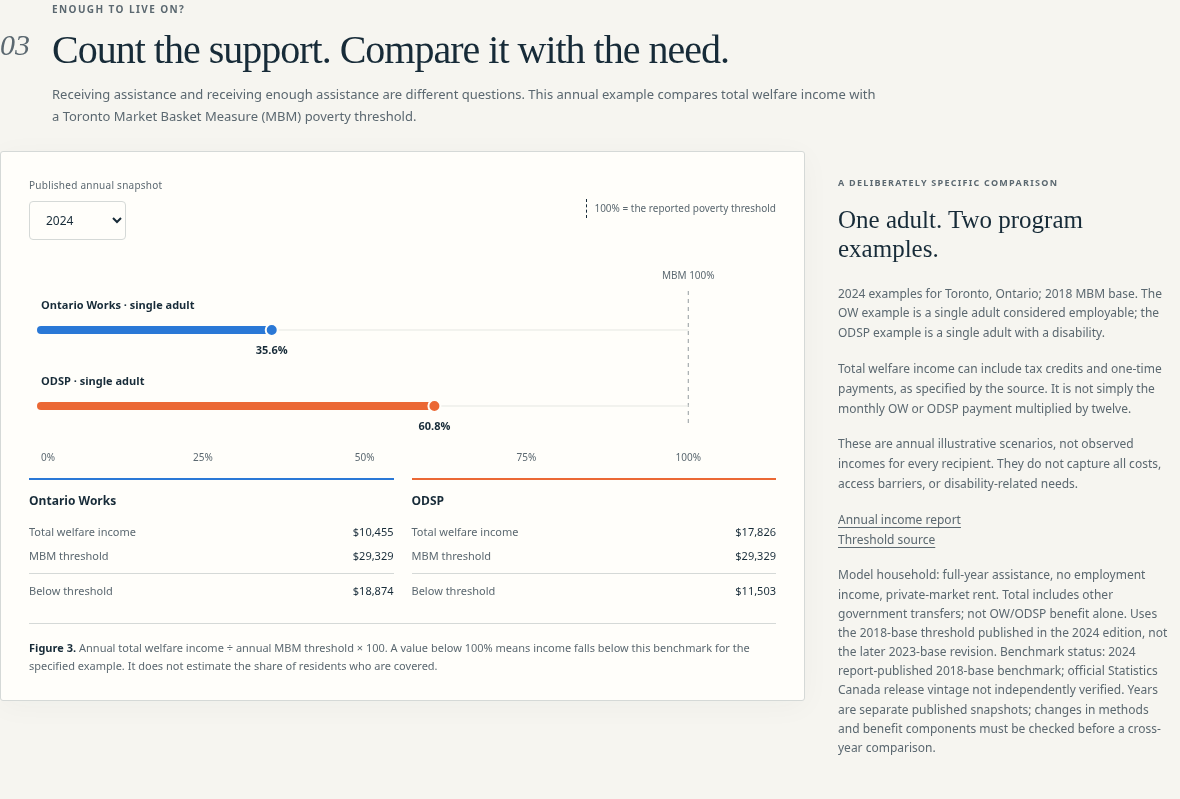 ENOUGH TO LIVE ON?
03
Count the support. Compare it with the need.
Receiving assistance and receiving enough assistance are different questions. This annual example compares total welfare income with
a Toronto Market Basket Measure (MBM) poverty threshold.
Published annual snapshot
2024
100% = the reported poverty threshold
MBM 100%
Ontario Works · single adult
35.6%
ODSP · single adult
60.8%
0% 25% 50% 75% 100%
Ontario Works
Total welfare income $10,455
MBM threshold $29,329
Below threshold $18,874
ODSP
Total welfare income $17,826
MBM threshold $29,329
Below threshold $11,503
Figure 3. Annual total welfare income ÷ annual MBM threshold × 100. A value below 100% means income falls below this benchmark for the
specified example. It does not estimate the share of residents who are covered.
A DELIBERATELY SPECIFIC COMPARISON
One adult. Two program
examples.
2024 examples for Toronto, Ontario; 2018 MBM base. The
OW example is a single adult considered employable; the
ODSP example is a single adult with a disability.
Total welfare income can include tax credits and one-time
payments, as specified by the source. It is not simply the
monthly OW or ODSP payment multiplied by twelve.
These are annual illustrative scenarios, not observed
incomes for every recipient. They do not capture all costs,
access barriers, or disability-related needs.
Annual income report
Threshold source
Model household: full-year assistance, no employment
income, private-market rent. Total includes other
government transfers; not OW/ODSP benefit alone. Uses
the 2018-base threshold published in the 2024 edition, not
the later 2023-base revision. Benchmark status: 2024
report-published 2018-base benchmark; official Statistics
Canada release vintage not independently verified. Years
are separate published snapshots; changes in methods
and benefit components must be checked before a cross-
year comparison.